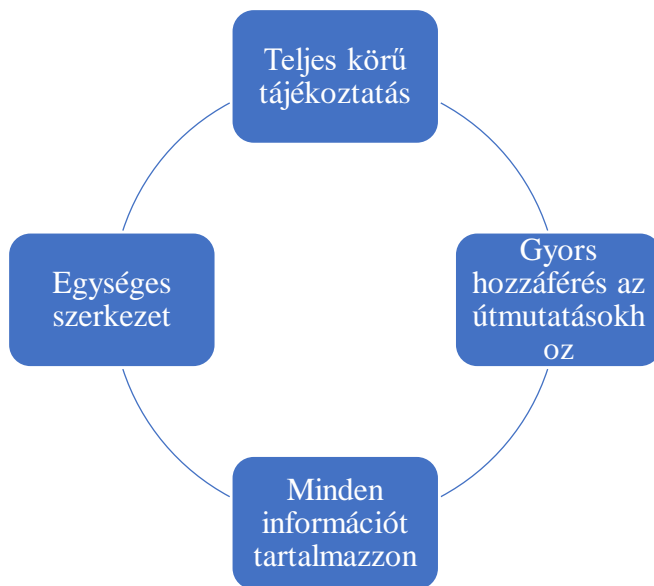 Teljes körű
tájékoztatás
Gyors
hozzáférés az
útmutatásokh
oz
Minden
információt
tartalmazzon
Egységes
szerkezet